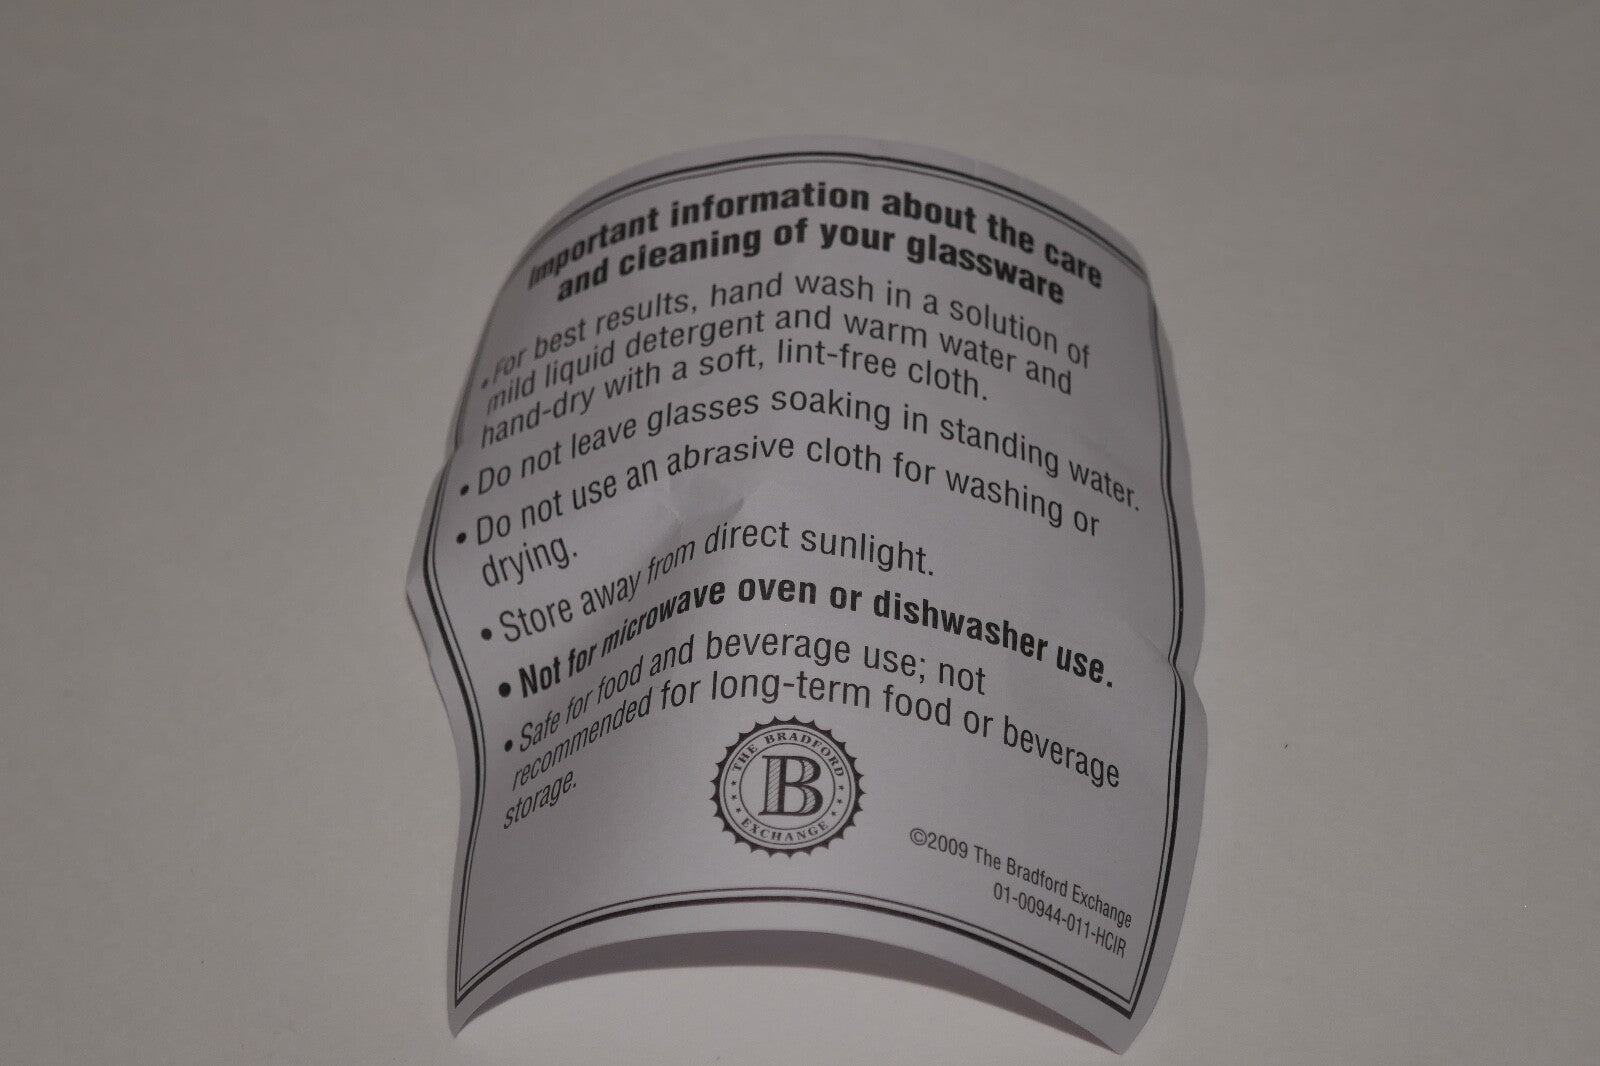 Important information about the care
and cleaning of your glassware
• For best results, hand wash in a solution of
mild liquid detergent and warm water and
hand-dry with a soft, lint-free cloth.
• Do not leave glasses soaking in standing water.
• Do not use an abrasive cloth for washing or
drying.
• Store away from direct sunlight.
• Not for microwave oven or dishwasher use.
• Safe for food and beverage use; not
recommended for long-term food or beverage
storage.
THE BRADFORD
B
EXCHANGE
©2009 The Bradford Exchange
01-00944-011-HCIR